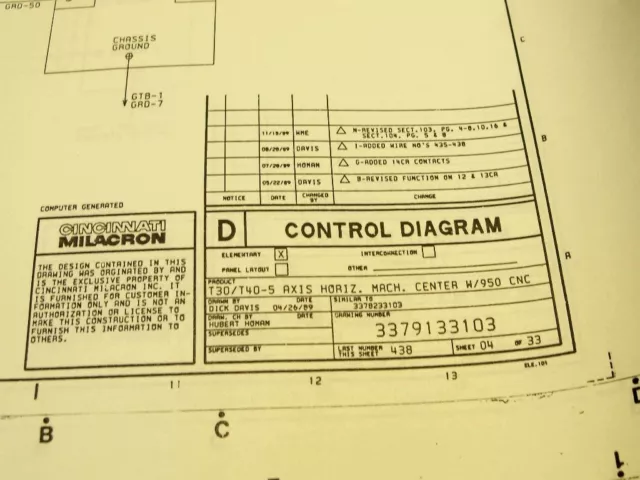 GRD-50
CHASSIS
GROUND
GTB-1
GRD-7
C
B
A
11/15/89 WME △ M-REVISED SECT.103, PG. 4-8,10,16 &
SECT.104, PG. 5 & 8
08/28/89 DAVIS △ I-ADDED WIRE NO'S 435-438
07/28/89 HOMAN △ G-ADDED 14CR CONTACTS
05/22/89 DAVIS △ B-REVISED FUNCTION ON 12 & 13CR
NOTICE DATE CHANGED BY CHANGE
COMPUTER GENERATED
CINCINNATI
MILACRON
THE DESIGN CONTAINED IN THIS
DRAWING WAS ORGINATED BY AND
IS THE EXCLUSIVE PROPERTY OF
CINCINNATI MILACRON INC. IT
IS FURNISHED FOR CUSTOMER IN-
FORMATION ONLY AND IS NOT AN
AUTHORIZATION OR LICENSE TO
MAKE THIS CONSTRUCTION OR TO
FURNISH THIS INFORMATION TO
OTHERS.
D CONTROL DIAGRAM
ELEMENTARY X INTERCONNECTION
PANEL LAYOUT OTHER
PRODUCT
T30/T40-5 AXIS HORIZ. MACH. CENTER W/950 CNC
DRAWN BY DATE
DICK DAVIS 04/26/89
SIMILAR TO
3378233103
DRAW. CH BY DATE
HUBERT HOMAN
DRAWING NUMBER
3379133103
SUPERSEDES
SUPERSEDED BY
LAST NUMBER
THIS SHEET 438
SHEET 04 OF 33
ELE.101
11 12 13
B C D
1